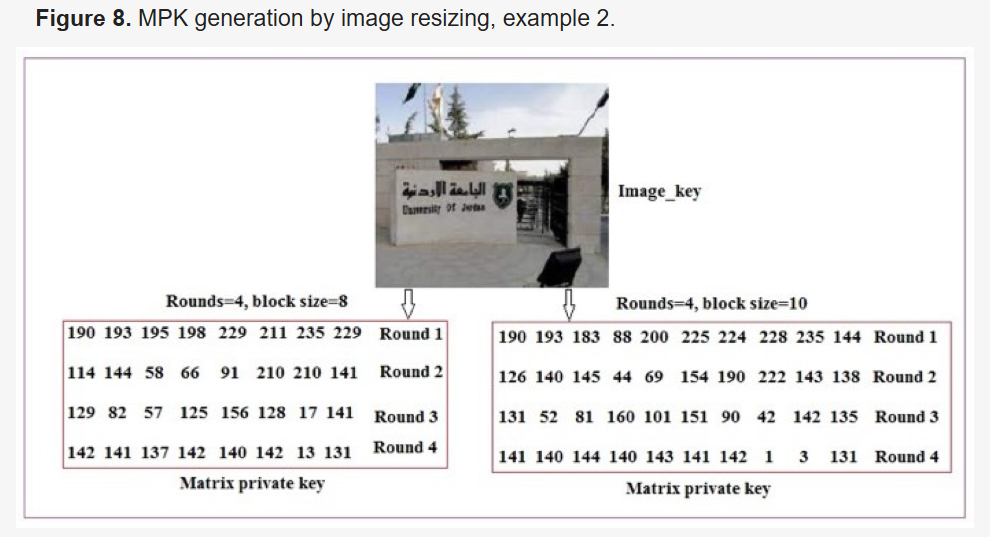 Figure 8. MPK generation by image resizing, example 2.
الجامعة الاردنية
University Of Jordan
Image_key
Rounds=4, block size=8
190 193 195 198 229 211 235 229 Round 1
114 144 58 66 91 210 210 141 Round 2
129 82 57 125 156 128 17 141 Round 3
142 141 137 142 140 142 13 131 Round 4
Matrix private key
Rounds=4, block size=10
190 193 183 88 200 225 224 228 235 144 Round 1
126 140 145 44 69 154 190 222 143 138 Round 2
131 52 81 160 101 151 90 42 142 135 Round 3
141 140 144 140 143 141 142 1 3 131 Round 4
Matrix private key